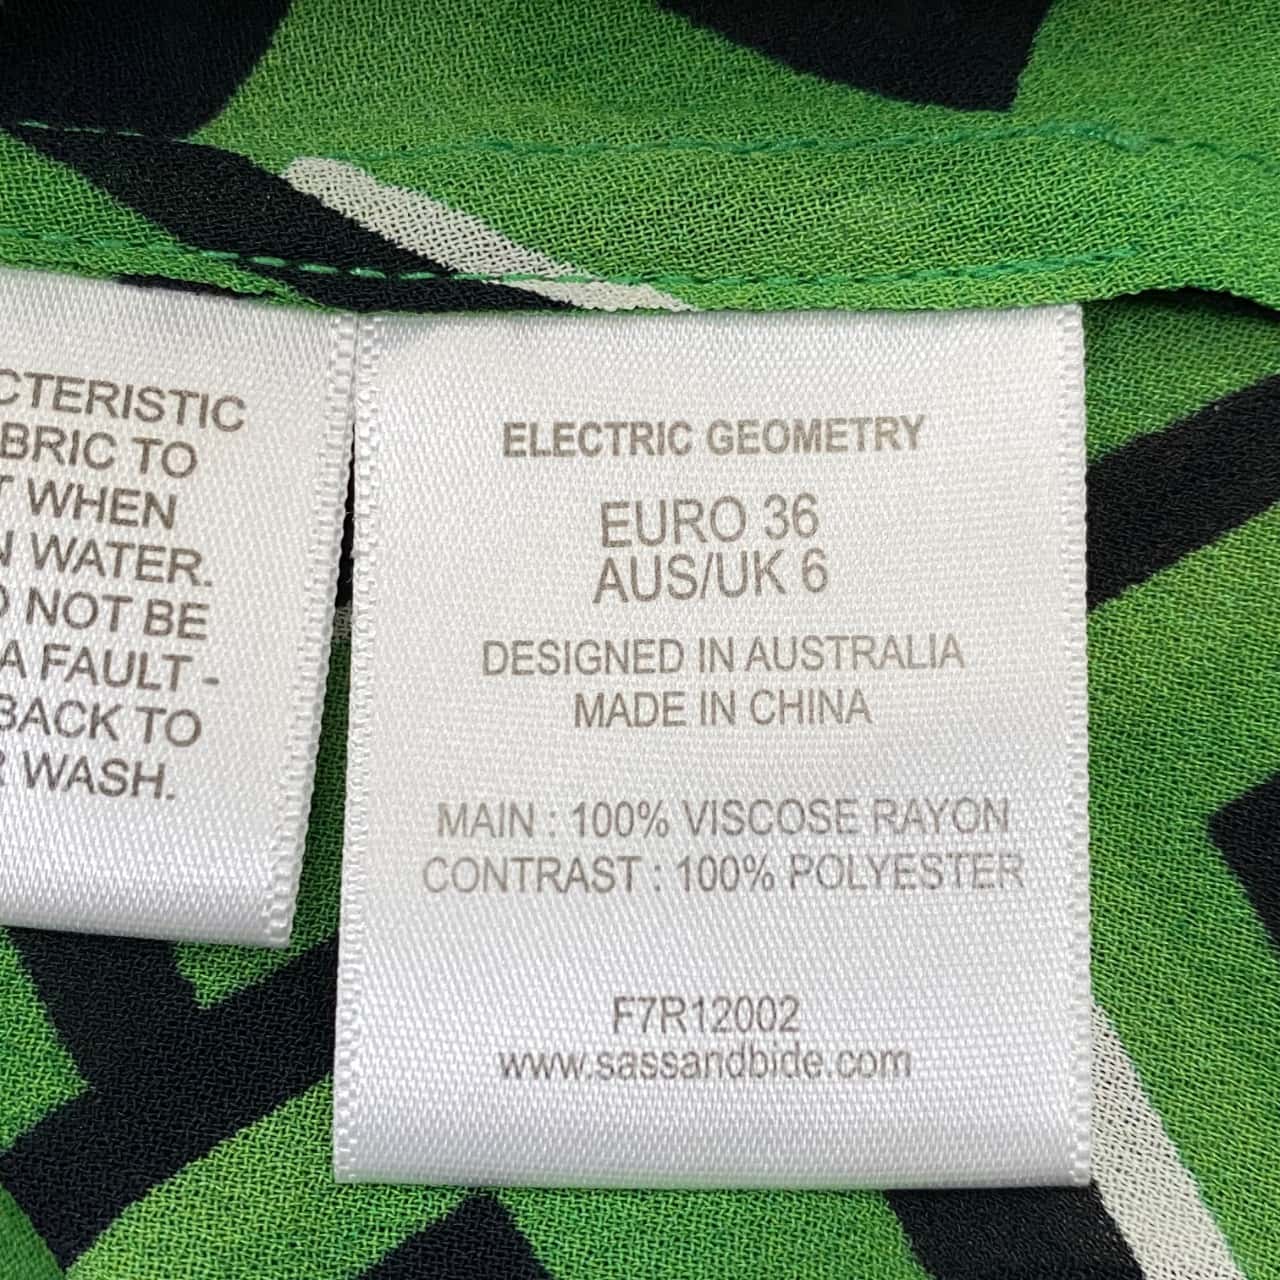 CTERISTIC
BRIC TO
WHEN
WATER.
NOT BE
A FAULT -
BACK TO
WASH.
ELECTRIC GEOMETRY
EURO 36
AUS/UK 6
DESIGNED IN AUSTRALIA
MADE IN CHINA
MAIN : 100% VISCOSE RAYON
CONTRAST : 100% POLYESTER
F7R12002
www.sassandbide.com